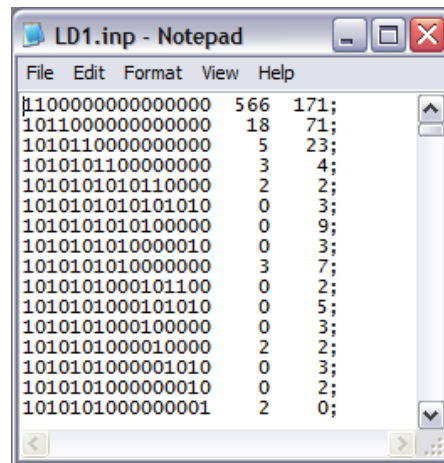 LD1.inp - Notepad
File Edit Format View Help
1100000000000000 566 171;
1011000000000000 18 71;
1010110000000000 5 23;
1010101100000000 3 4;
1010101010110000 2 2;
1010101010101010 0 3;
1010101010100000 0 9;
1010101010000010 0 3;
1010101010000000 3 7;
1010101000101100 0 2;
1010101000101010 0 5;
1010101000100000 0 3;
1010101000010000 2 2;
1010101000001010 0 3;
1010101000000010 0 2;
1010101000000001 2 0;